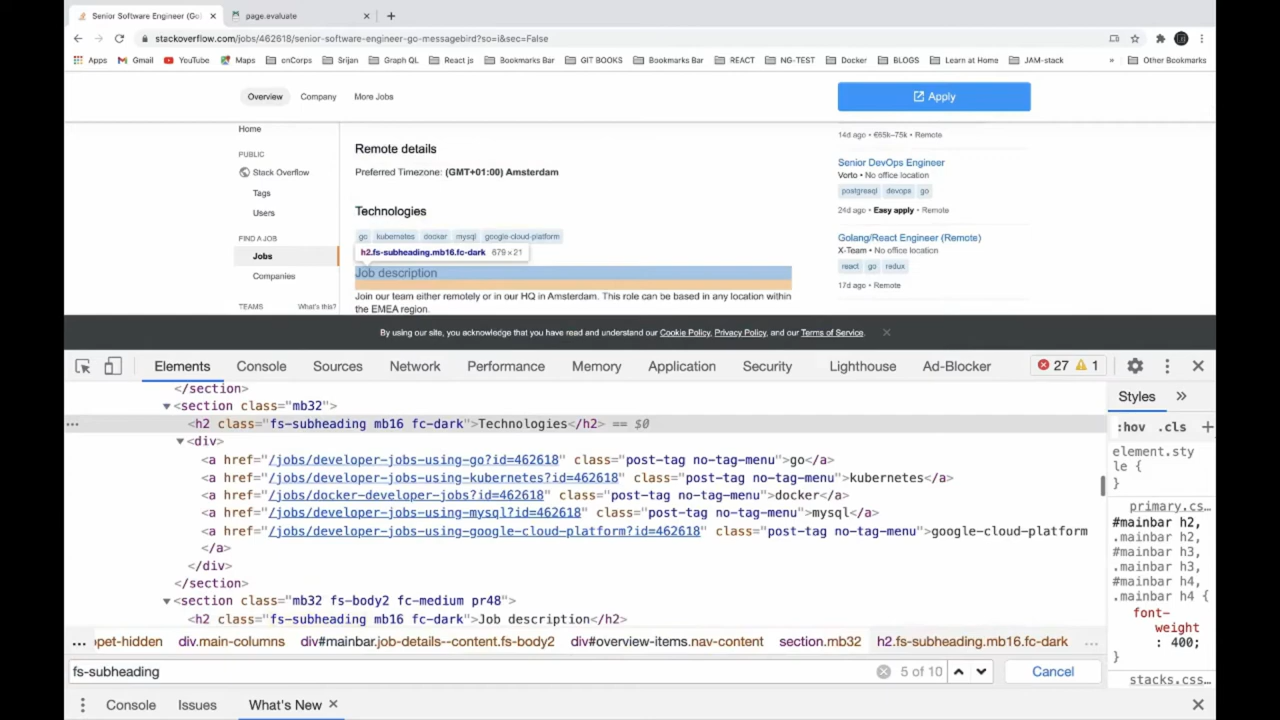 Senior Software Engineer (Go)
page.evaluate
stackoverflow.com/jobs/462618/senior-software-engineer-go-messagebird?so=i&sec=False
Apps Gmail YouTube Maps onCorps Srijan Graph QL React js Bookmarks Bar GIT BOOKS Bookmarks Bar REACT NG-TEST Docker BLOGS Learn at Home JAM-stack » Other Bookmarks
Overview Company More Jobs Apply
Home
PUBLIC
Stack Overflow
Tags
Users
FIND A JOB
Jobs
Companies
TEAMS What's this?
Remote details
Preferred Timezone: (GMT+01:00) Amsterdam
Technologies
go kubernetes docker mysql google-cloud-platform
h2.fs-subheading.mb16.fc-dark 679 × 21
Job description
Join our team either remotely or in our HQ in Amsterdam. This role can be based in any location within
the EMEA region.
14d ago • €65k–75k • Remote
Senior DevOps Engineer
Vorto • No office location
postgresql devops go
24d ago • Easy apply • Remote
Golang/React Engineer (Remote)
X-Team • No office location
react go redux
17d ago • Remote
By using our site, you acknowledge that you have read and understand our Cookie Policy, Privacy Policy, and our Terms of Service.
Elements Console Sources Network Performance Memory Application Security Lighthouse Ad-Blocker 27 1
</section>
<section class="mb32">
<h2 class="fs-subheading mb16 fc-dark">Technologies</h2> == $0
<div>
<a href="/jobs/developer-jobs-using-go?id=462618" class="post-tag no-tag-menu">go</a>
<a href="/jobs/developer-jobs-using-kubernetes?id=462618" class="post-tag no-tag-menu">kubernetes</a>
<a href="/jobs/docker-developer-jobs?id=462618" class="post-tag no-tag-menu">docker</a>
<a href="/jobs/developer-jobs-using-mysql?id=462618" class="post-tag no-tag-menu">mysql</a>
<a href="/jobs/developer-jobs-using-google-cloud-platform?id=462618" class="post-tag no-tag-menu">google-cloud-platform
</a>
</div>
</section>
<section class="mb32 fs-body2 fc-medium pr48">
<h2 class="fs-subheading mb16 fc-dark">Job description</h2>
Styles »
:hov .cls +
element.sty
le {
}
primary.cs…
#mainbar h2,
.mainbar h2,
#mainbar h3,
.mainbar h3,
#mainbar h4,
.mainbar h4 {
font-
weight
: 400;
}
stacks.css…
... ppet-hidden div.main-columns div#mainbar.job-details--content.fs-body2 div#overview-items.nav-content section.mb32 h2.fs-subheading.mb16.fc-dark ...
fs-subheading 5 of 10 Cancel
Console Issues What's New